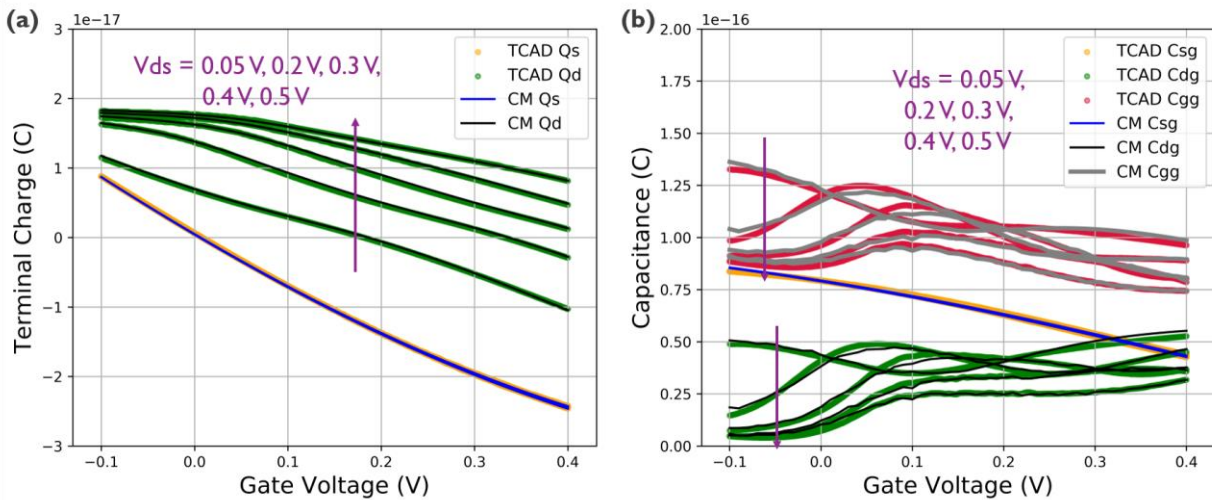 (a)
1e−17
3
2
1
0
−1
−2
−3
Terminal Charge (C)
Vds = 0.05 V, 0.2 V, 0.3 V,
0.4 V, 0.5 V
TCAD Qs
TCAD Qd
CM Qs
CM Qd
−0.1
0.0
0.1
0.2
0.3
0.4
Gate Voltage (V)
(b)
1e−16
2.00
1.75
1.50
1.25
1.00
0.75
0.50
0.25
0.00
Capacitance (C)
Vds = 0.05 V,
0.2 V, 0.3 V,
0.4 V, 0.5 V
TCAD Csg
TCAD Cdg
TCAD Cgg
CM Csg
CM Cdg
CM Cgg
−0.1
0.0
0.1
0.2
0.3
0.4
Gate Voltage (V)